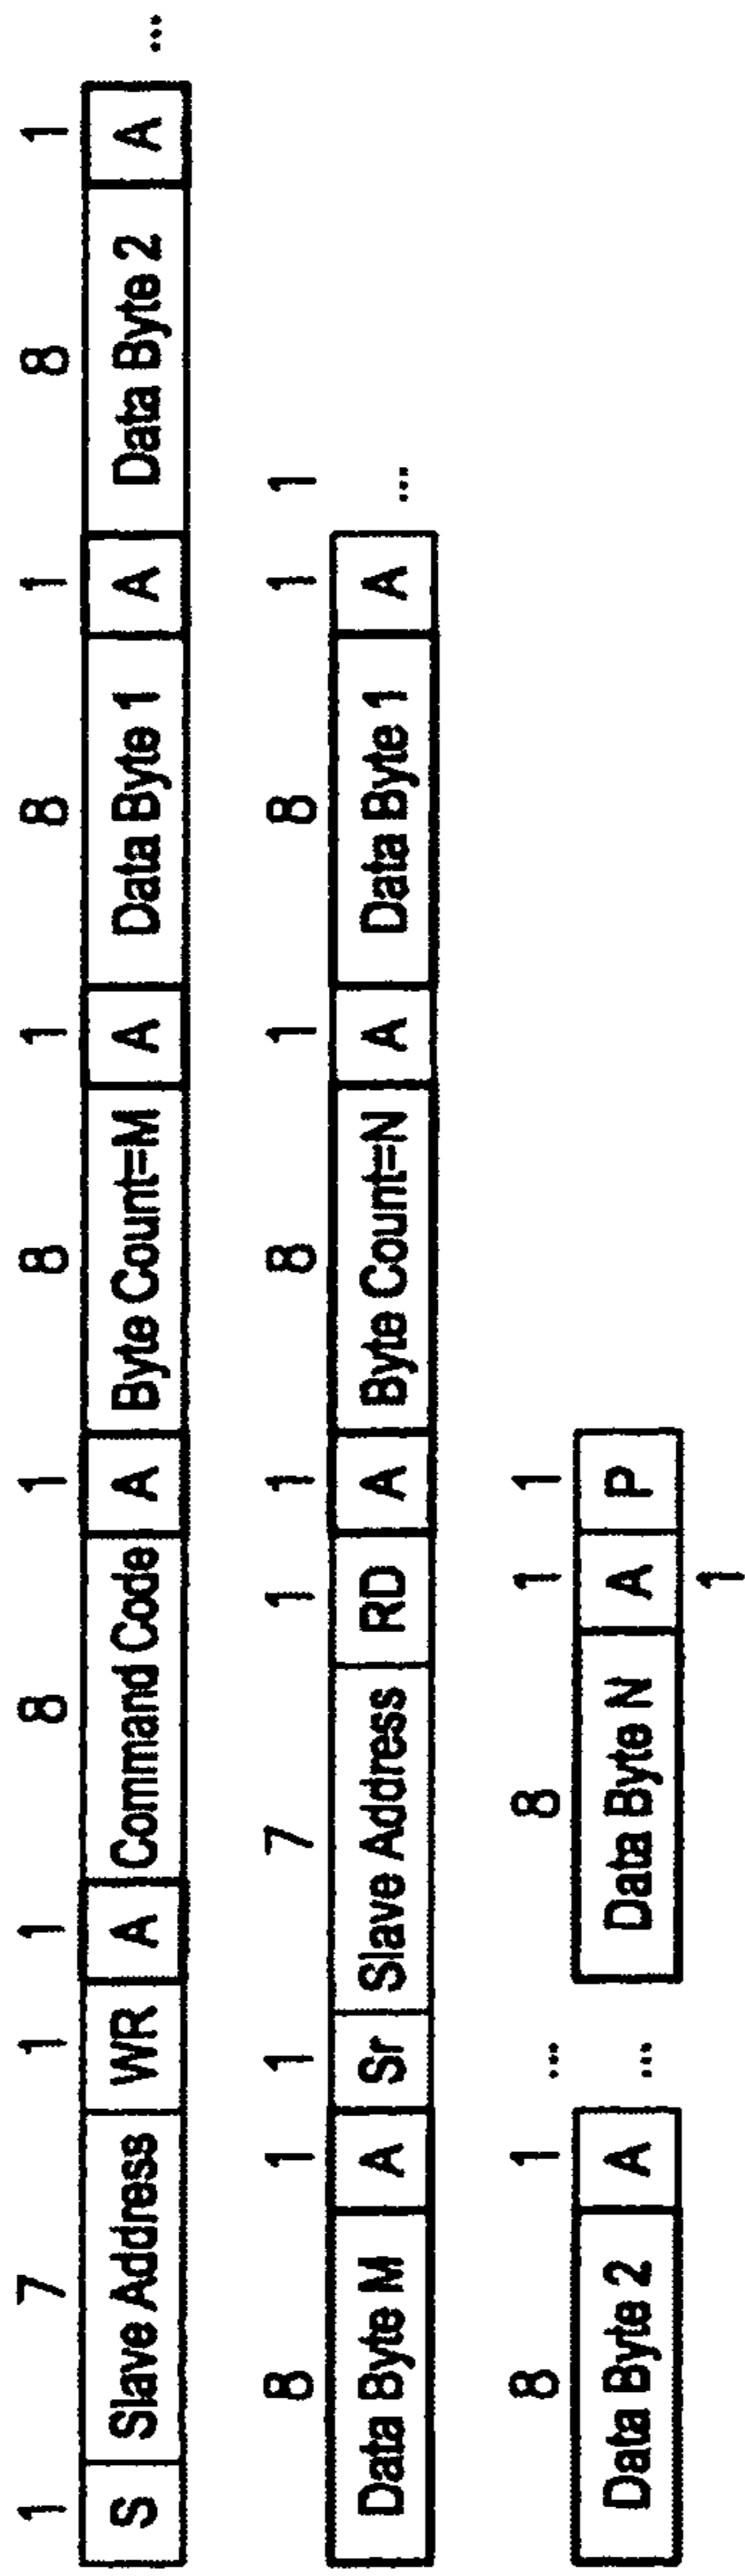 1 7 1 1 8 1 8 1 8 1 8 1
S Slave Address WR A Command Code A Byte Count=M A Data Byte 1 A Data Byte 2 A ...
8 1 1 7 1 1 8 1 8 1 1
Data Byte M A Sr Slave Address RD A Byte Count=N A Data Byte 1 A ...
8 1 ... 8 1 1
Data Byte 2 A ... Data Byte N A P
1